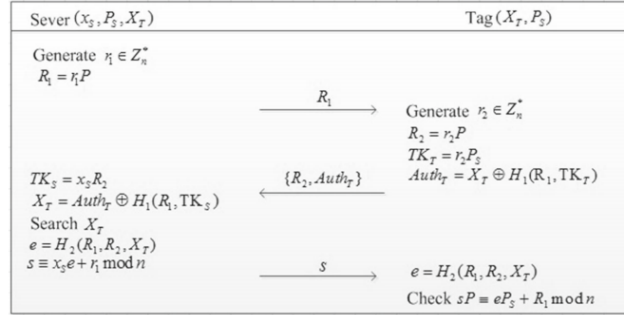 Sever (x_s, P_s, X_T)
Tag (X_T, P_s)
Generate r_1 ∈ Z_n^*
R_1 = r_1P
R_1
Generate r_2 ∈ Z_n^*
R_2 = r_2P
TK_T = r_2P_s
Auth_T = X_T ⊕ H_1(R_1, TK_T)
{R_2, Auth_T}
TK_s = x_sR_2
X_T = Auth_T ⊕ H_1(R_1, TK_s)
Search X_T
e = H_2(R_1, R_2, X_T)
s ≡ x_se + r_1 mod n
s
e = H_2(R_1, R_2, X_T)
Check sP ≡ eP_s + R_1 mod n